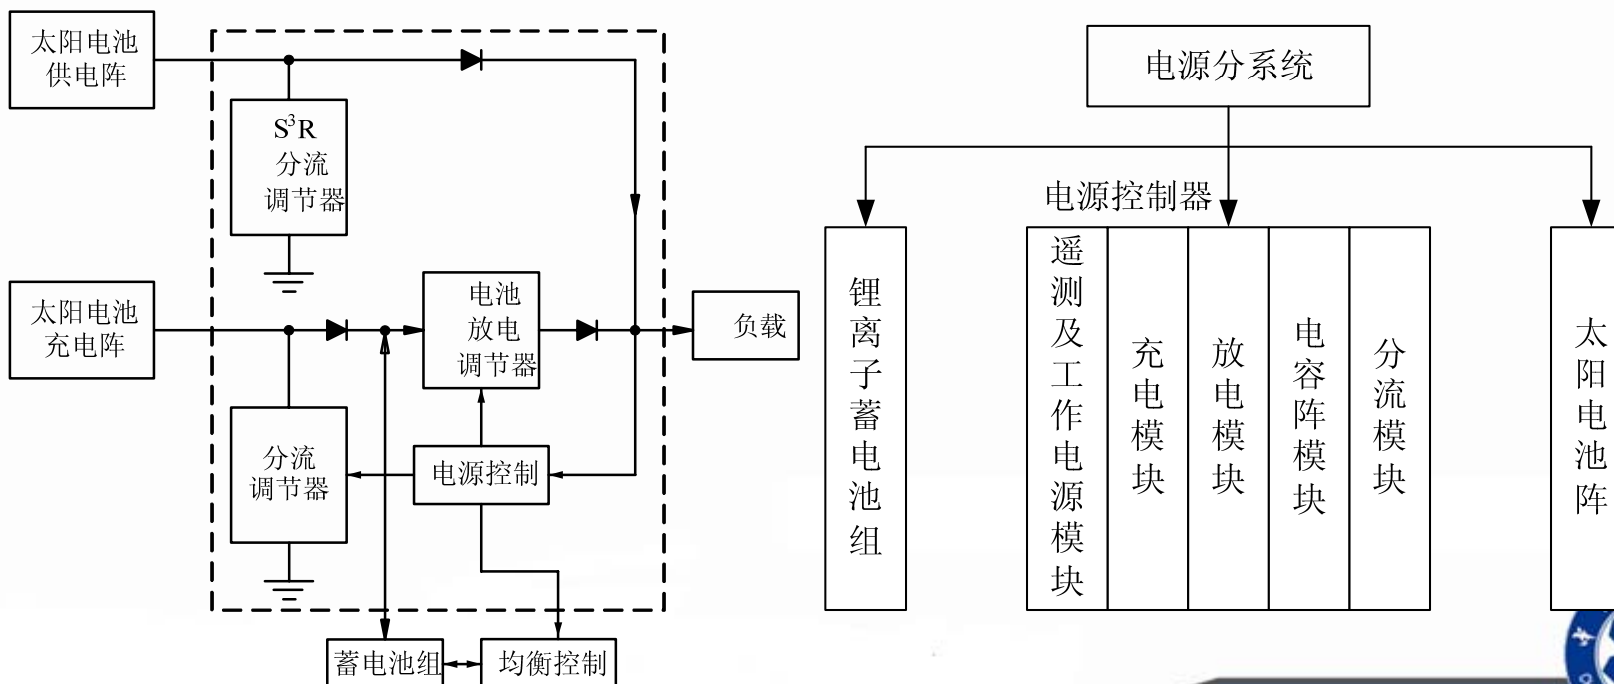 太阳电池
供电阵
S³R
分流
调节器
太阳电池
充电阵
电池
放电
调节器
负载
分流
调节器
电源控制
蓄电池组
均衡控制
电源分系统
电源控制器
锂离子蓄电池组
遥测及工作电源模块
充电模块
放电模块
电容阵模块
分流模块
太阳电池阵